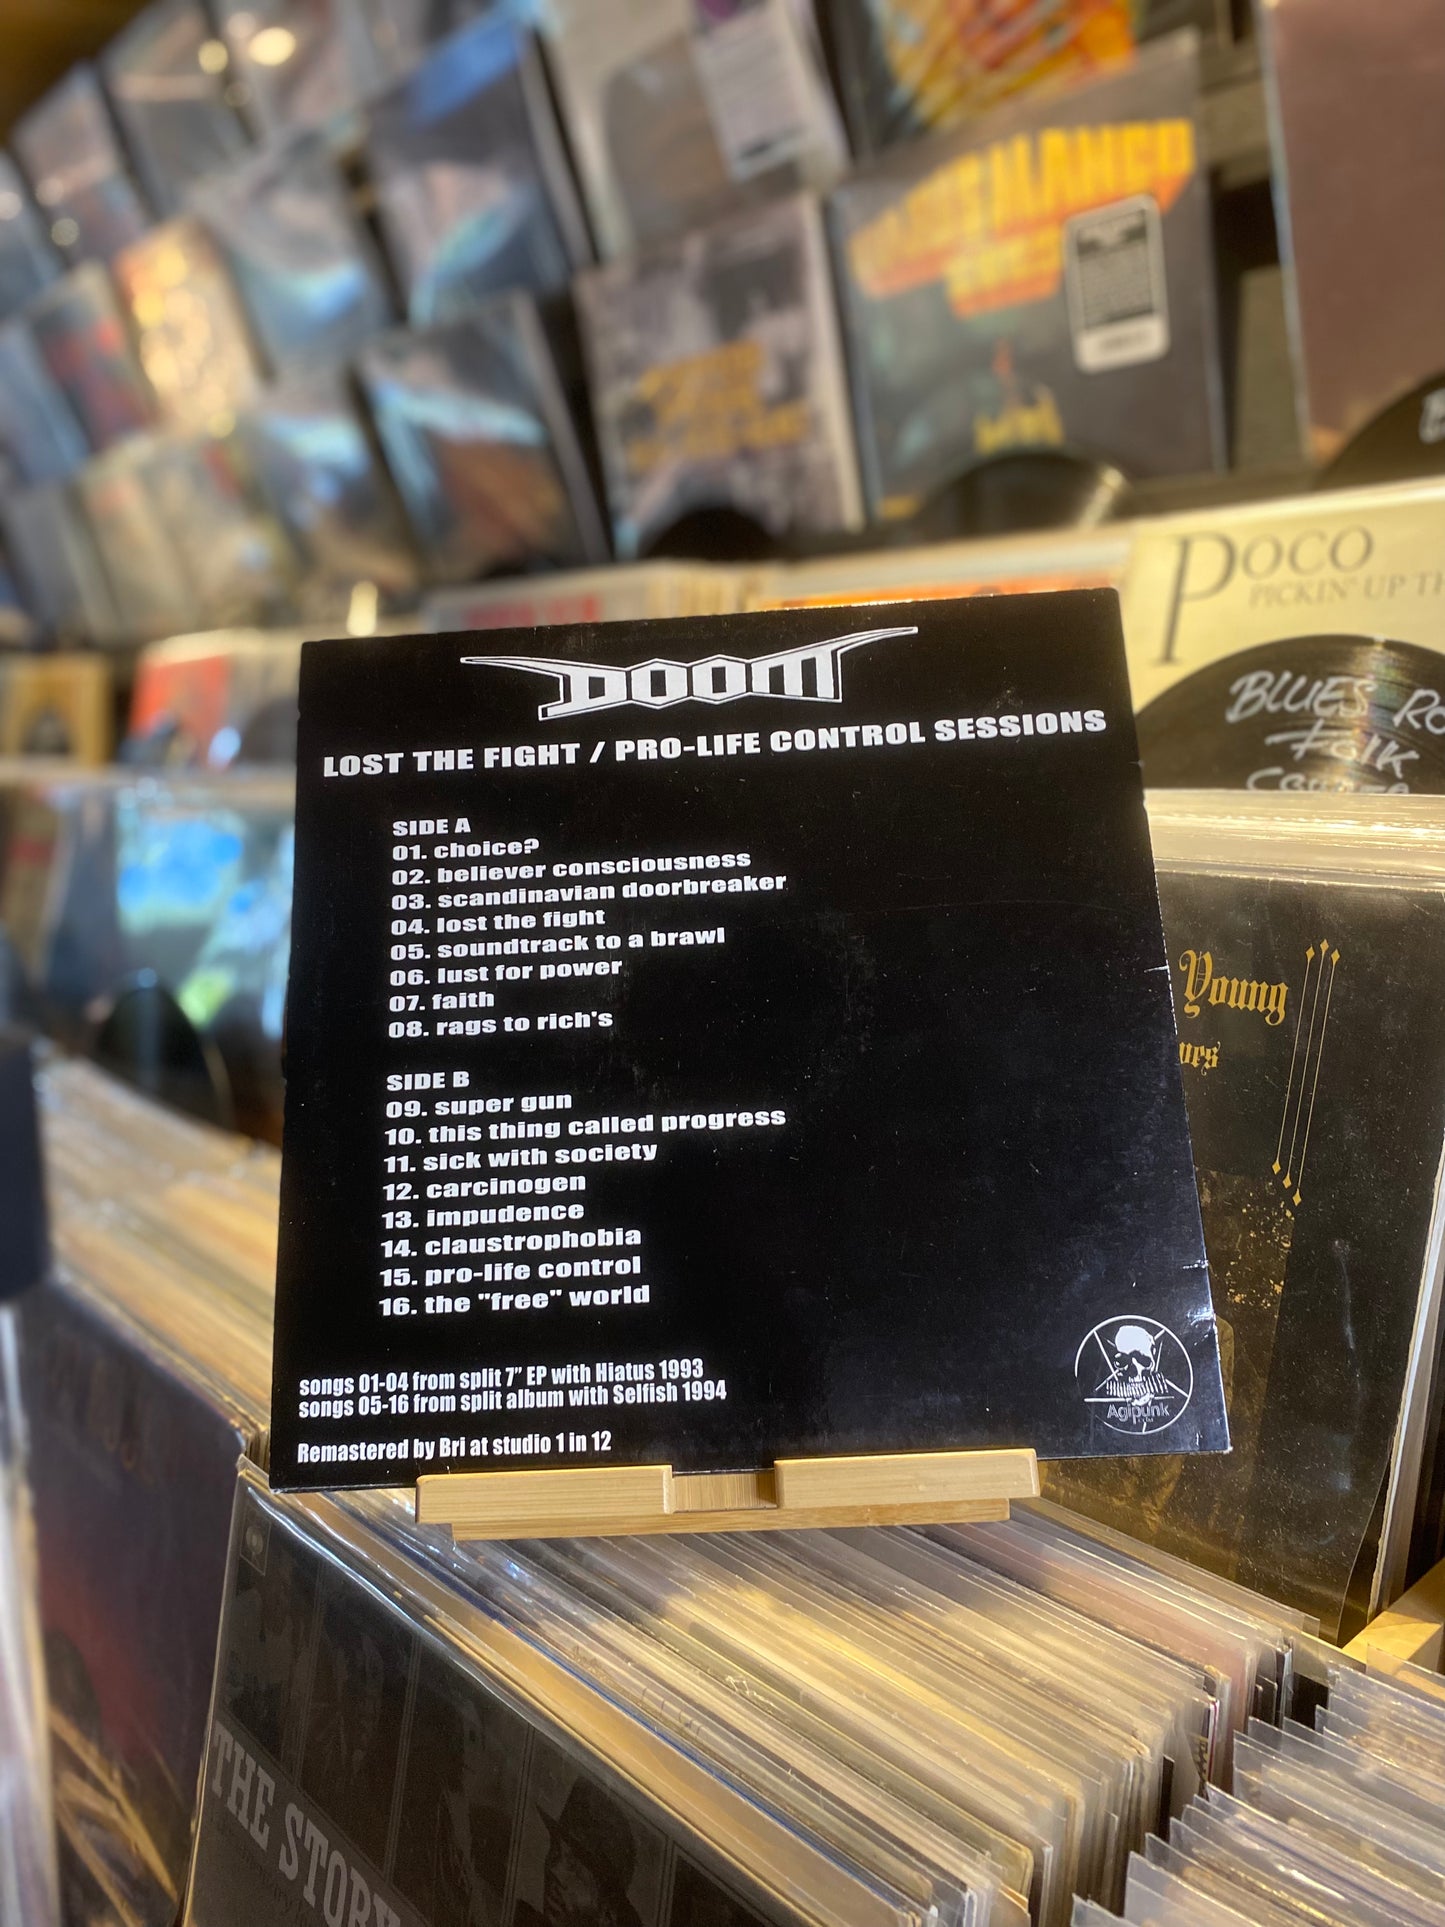 POCO
PICKIN' UP TH
BLUES RO
FOLK
DOOM
LOST THE FIGHT / PRO-LIFE CONTROL SESSIONS
SIDE A
01. choice?
02. believer consciousness
03. scandinavian doorbreaker
04. lost the fight
05. soundtrack to a brawl
06. lust for power
07. faith
08. rags to rich's
SIDE B
09. super gun
10. this thing called progress
11. sick with society
12. carcinogen
13. impudence
14. claustrophobia
15. pro-life control
16. the "free" world
songs 01-04 from split 7" EP with Hiatus 1993
songs 05-16 from split album with Selfish 1994
Remastered by Bri at studio 1 in 12
Agipunk
Young
THE STORY